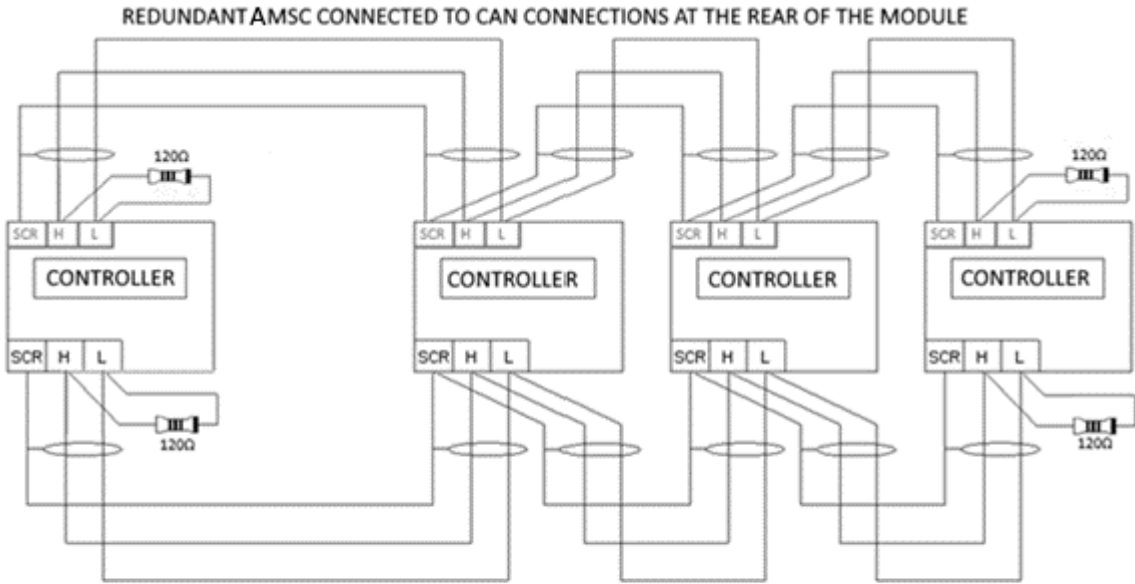 REDUNDANT AMSC CONNECTED TO CAN CONNECTIONS AT THE REAR OF THE MODULE
120Ω
120Ω
SCR H L
SCR H L
SCR H L
SCR H L
CONTROLLER
CONTROLLER
CONTROLLER
CONTROLLER
SCR H L
SCR H L
SCR H L
SCR H L
120Ω
120Ω